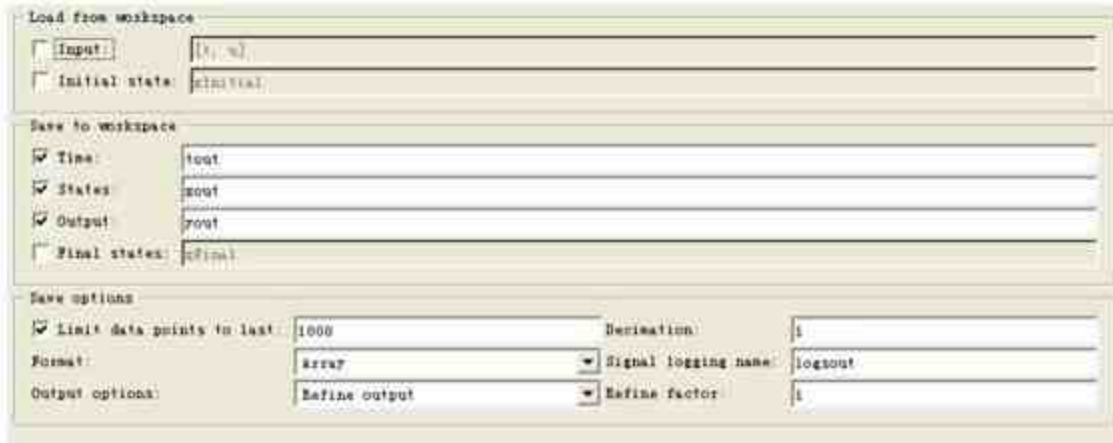 Load from workspace
Input: [t, u]
Initial state: xInitial
Save to workspace
Time: tout
States: xout
Output: yout
Final states: xFinal
Save options
Limit data points to last: 1000 Decimation: 1
Format: Array Signal logging name: logsout
Output options: Refine output Refine factor: 1